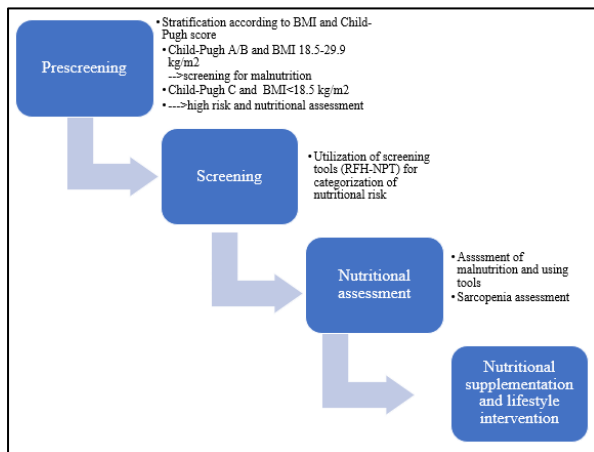 Prescreening
•Stratification according to BMI and Child-
Pugh score
•Child-Pugh A/B and BMI 18.5-29.9
kg/m2
-->screening for malnutrition
•Child-Pugh C and BMI<18.5 kg/m2
•--->high risk and nutritional assessment
Screening
•Utilization of screening
tools (RFH-NPT) for
categorization of
nutritional risk
Nutritional
assessment
•Asssment of
malnutrition and using
tools
•Sarcopenia assessment
Nutritional
supplementation
and lifestyle
intervention